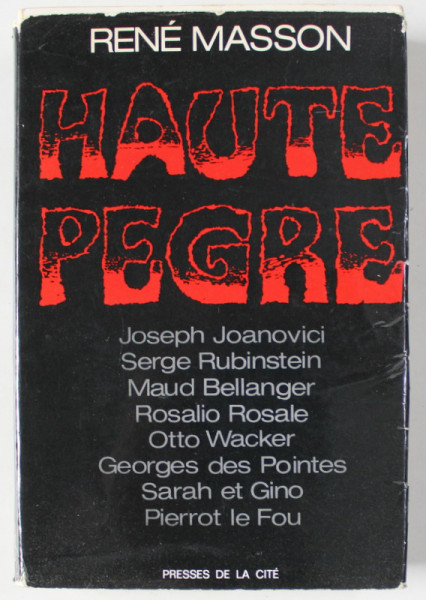 RENÉ MASSON
HAUTE
PEGRE
Joseph Joanovici
Serge Rubinstein
Maud Bellanger
Rosalio Rosale
Otto Wacker
Georges des Pointes
Sarah et Gino
Pierrot le Fou
PRESSES DE LA CITÉ